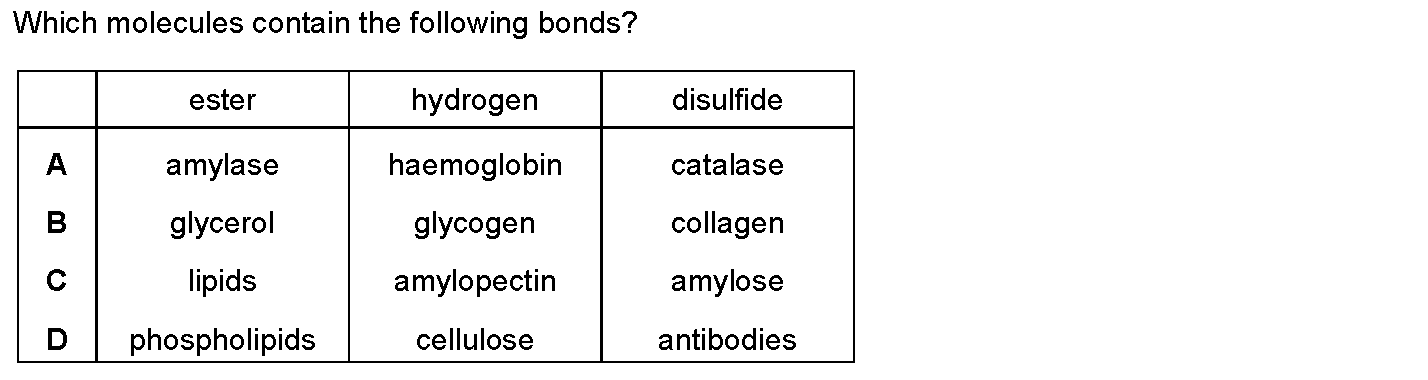 Which molecules contain the following bonds?
ester hydrogen disulfide
A amylase haemoglobin catalase
B glycerol glycogen collagen
C lipids amylopectin amylose
D phospholipids cellulose antibodies